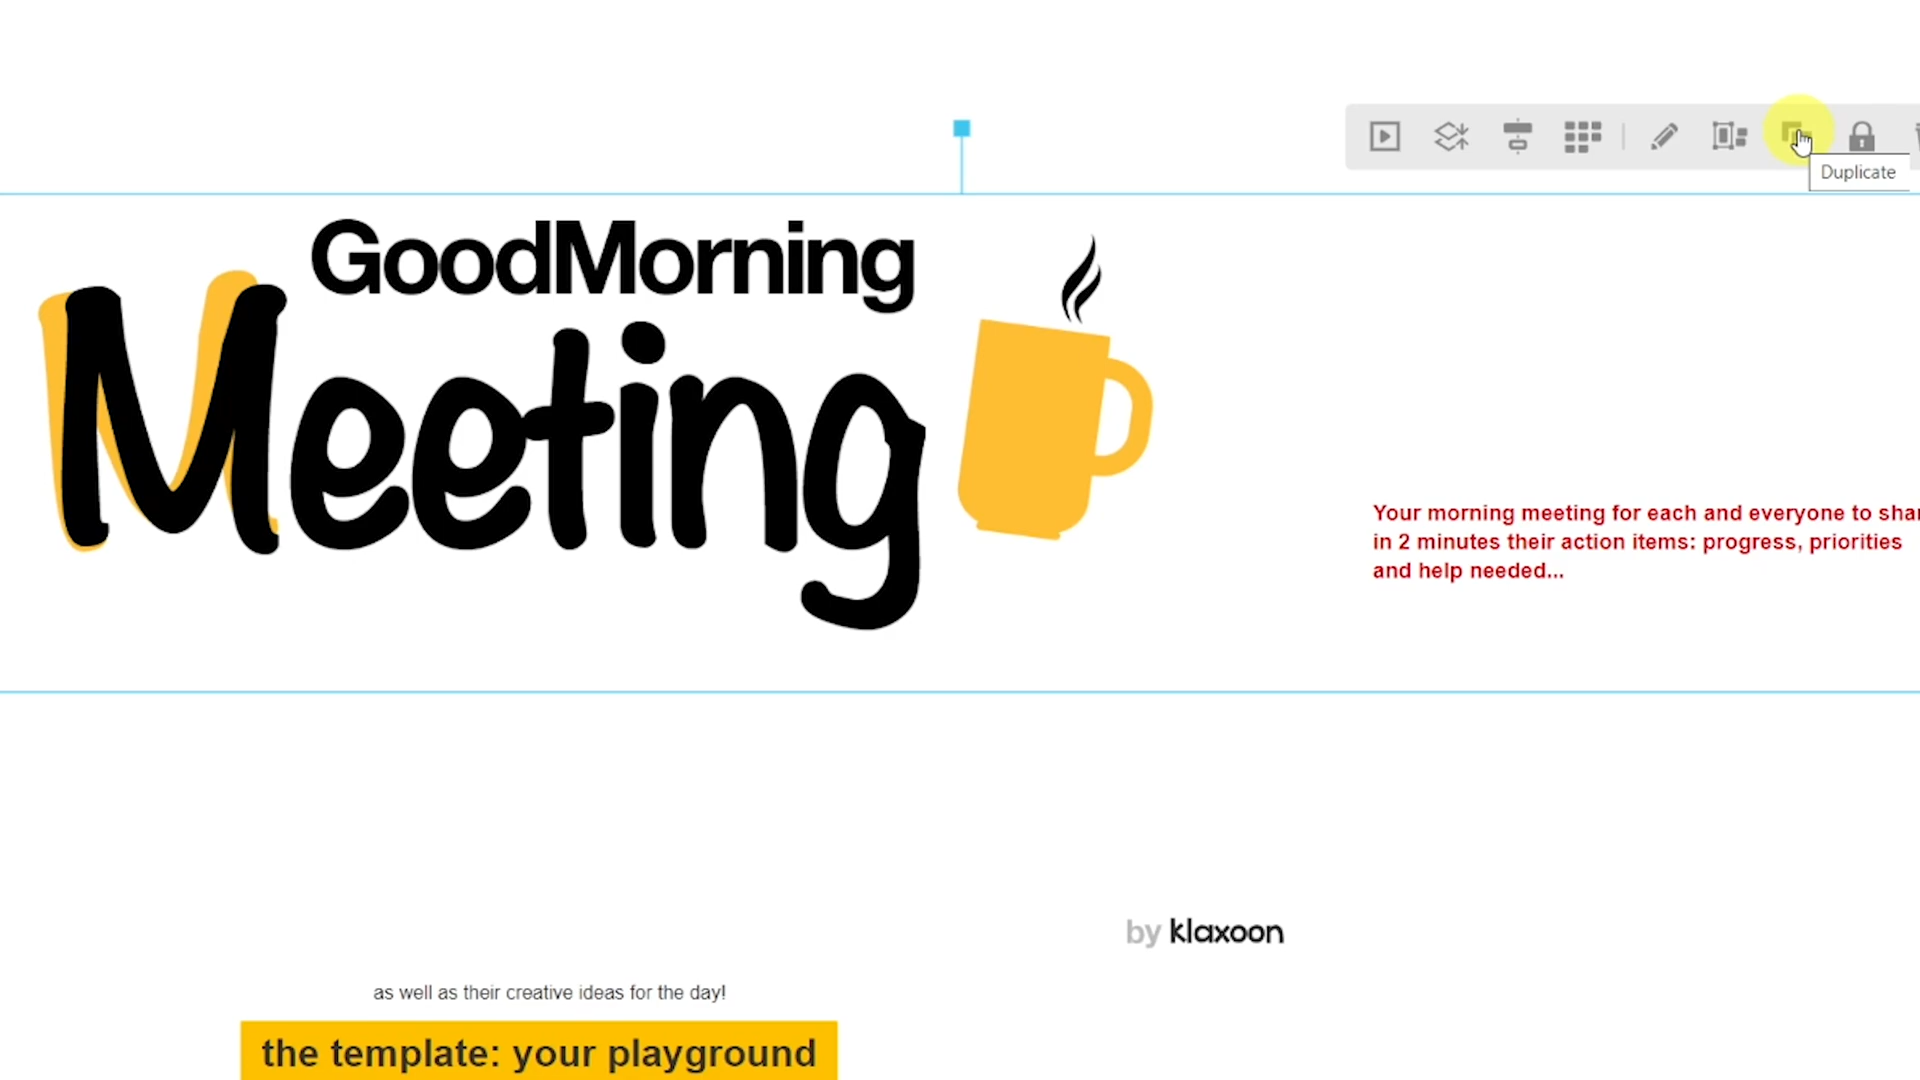 Duplicate
GoodMorning
Meeting
Your morning meeting for each and everyone to shar
in 2 minutes their action items: progress, priorities
and help needed...
by klaxoon
as well as their creative ideas for the day!
the template: your playground